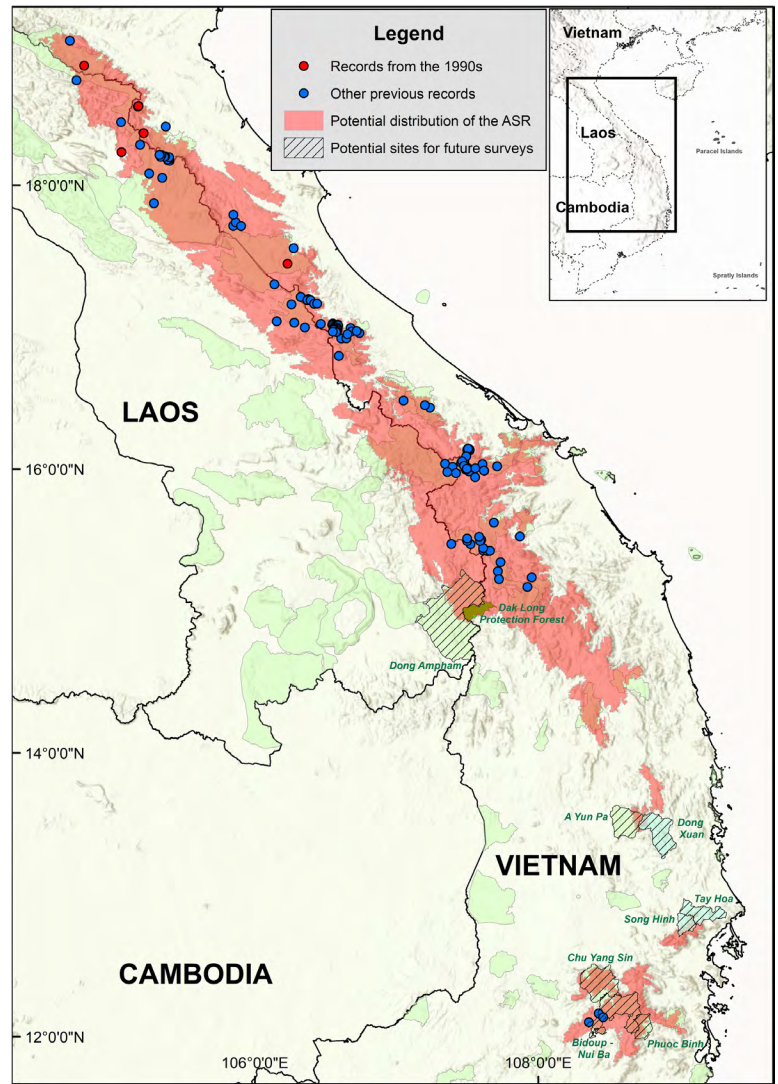 Legend
Records from the 1990s
Other previous records
Potential distribution of the ASR
Potential sites for future surveys
Vietnam
Laos
Cambodia
Paracel Islands
Spratly Islands
18°0'0"N
LAOS
16°0'0"N
Dak Long
Protection Forest
Dong Ampham
14°0'0"N
A Yun Pa
Dong
Xuan
VIETNAM
Tay Hoa
Song Hinh
Chu Yang Sin
CAMBODIA
12°0'0"N
Bidoup -
Nui Ba
Phuoc Binh
106°0'0"E
108°0'0"E